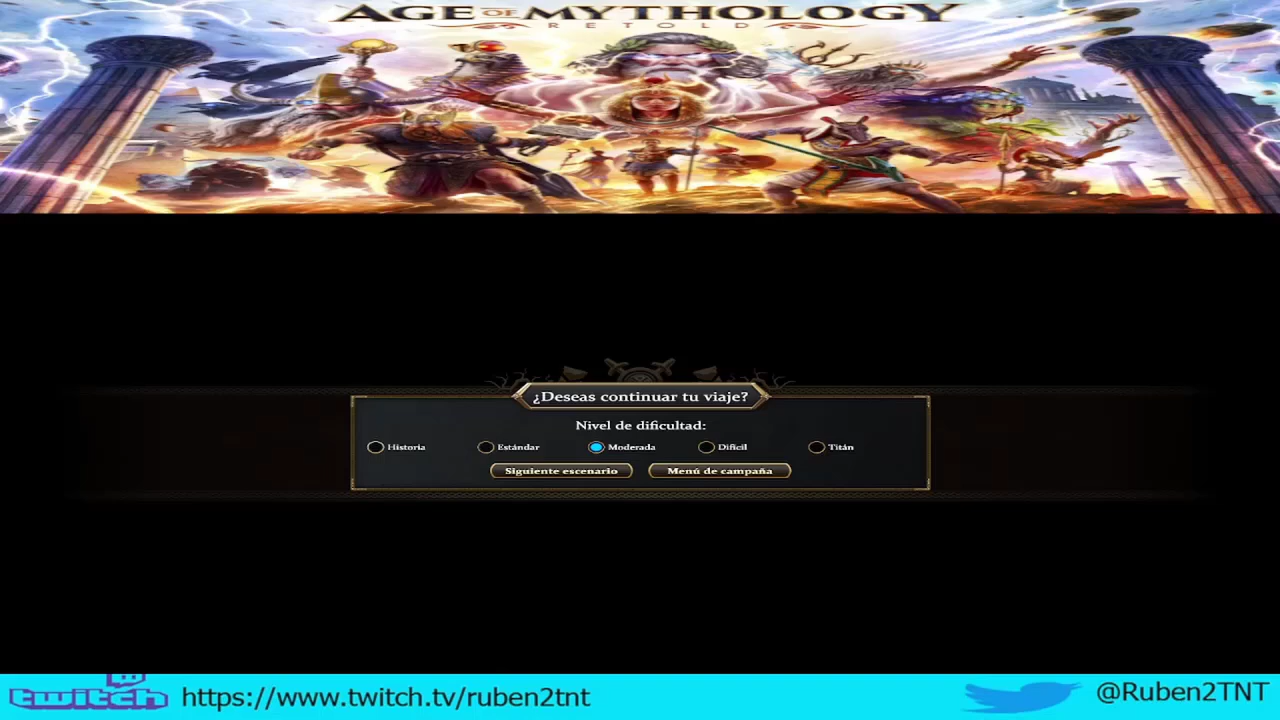 AGE OF MYTHOLOGY
RETOLD
¿Deseas continuar tu viaje?
Nivel de dificultad:
Historia Estándar Moderada Difícil Titán
Siguiente escenario Menú de campaña
twitch https://www.twitch.tv/ruben2tnt @Ruben2TNT